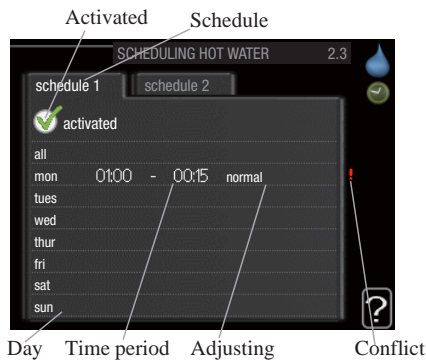 Activated Schedule
SCHEDULING HOT WATER 2.3
schedule 1 schedule 2
activated
all
mon 01:00 - 00:15 normal
tues
wed
thur
fri
sat
sun
?
Day Time period Adjusting Conflict